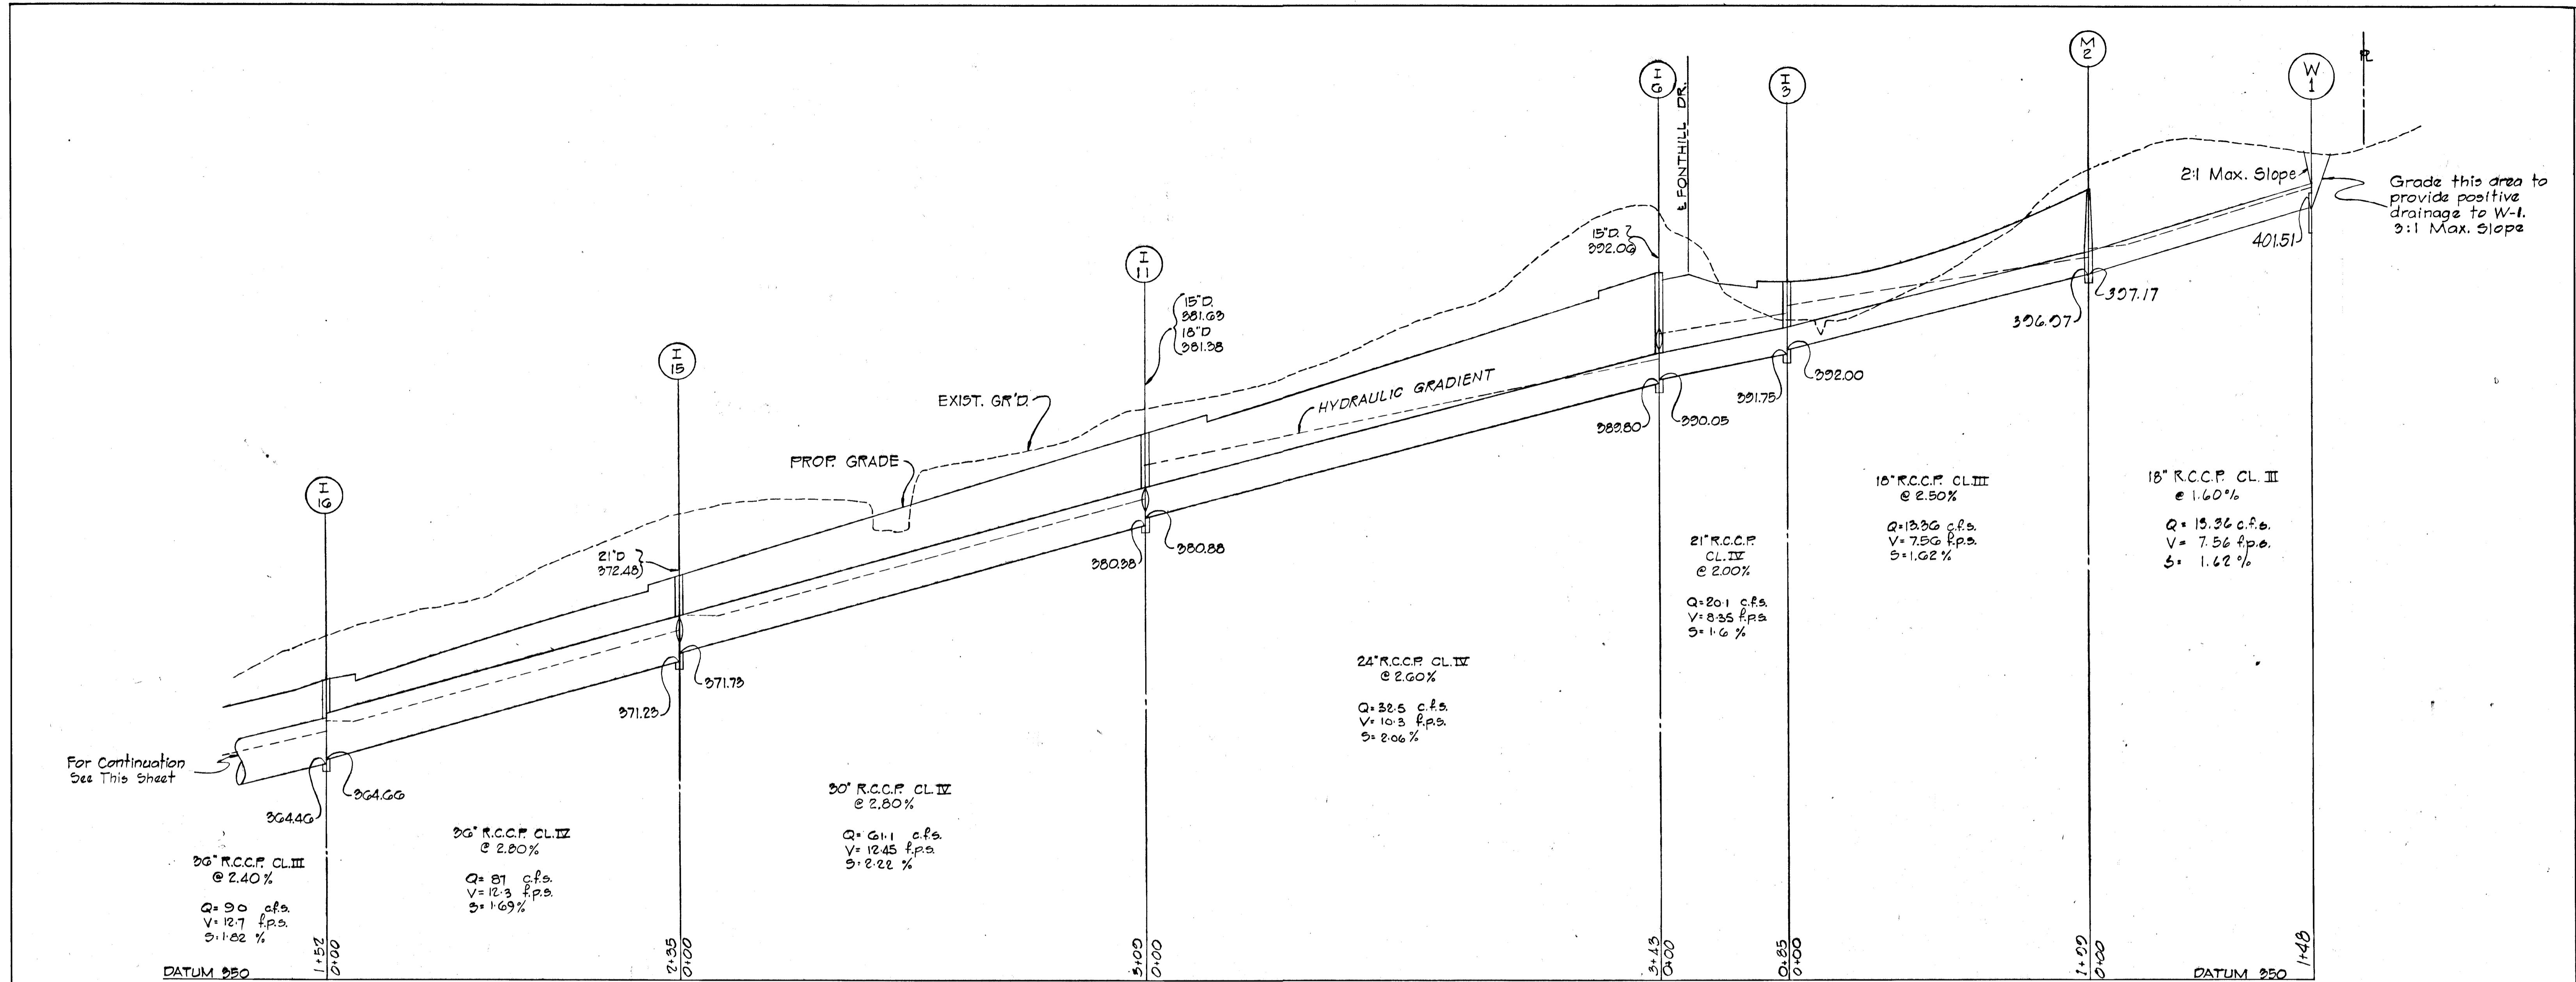 M
2
I
6
I
3
W
1
PL
℄ FONTHILL DR.
2:1 Max. Slope
Grade this area to
provide positive
drainage to W-1.
3:1 Max. Slope
401.51
15"D.
392.06
I
11
15"D.
381.63
18"D
381.38
397.17
396.97
I
15
392.00
391.75
HYDRAULIC GRADIENT
EXIST. GR'D.
390.05
389.80
PROP. GRADE
I
16
18" R.C.C.P. CL. III
@ 2.50%
Q=13.36 c.f.s.
V=7.56 f.p.s.
S=1.62%
18" R.C.C.P. CL. III
@ 1.60%
Q= 13.36 c.f.s.
V= 7.56 f.p.s.
S= 1.62%
21"D
372.48
380.38
380.88
21" R.C.C.P.
CL. IV
@ 2.00%
Q=20.1 c.f.s.
V=8.35 f.p.s.
S=1.6 %
371.23
371.73
24" R.C.C.P. CL. IV
@ 2.60%
Q=32.5 c.f.s.
V=10.3 f.p.s.
S=2.06%
For Continuation
See This Sheet
364.46
364.66
30" R.C.C.P. CL. IV
@ 2.80%
Q= 61.1 c.f.s.
V= 12.45 f.p.s.
S=2.22 %
36" R.C.C.P. CL. IV
@ 2.80%
Q= 87 c.f.s.
V=12.3 f.p.s.
S=1.69%
36" R.C.C.P. CL. III
@ 2.40%
Q= 90 c.f.s.
V=12.7 f.p.s.
S=1.82 %
DATUM 350
1+52
0+00
2+35
0+00
3+09
0+00
3+43
0+00
0+85
0+00
1+99
0+00
DATUM 350
1+48